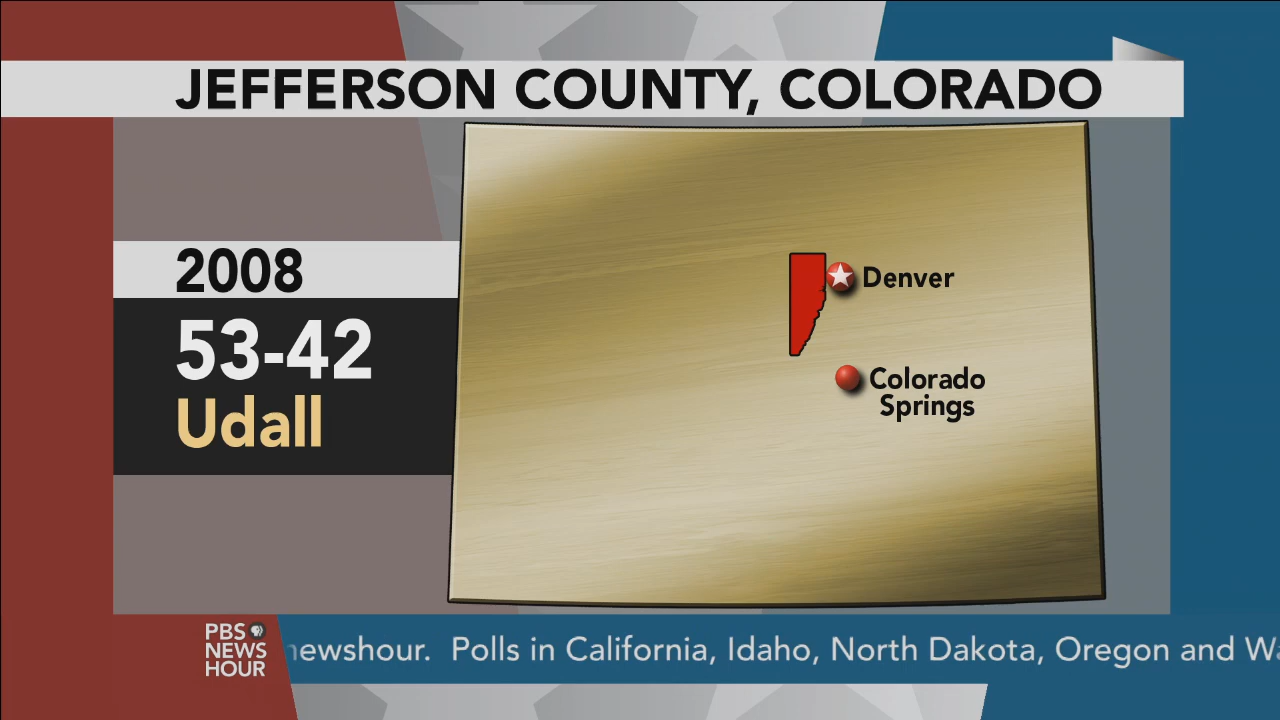 JEFFERSON COUNTY, COLORADO
2008
53-42
Udall
Denver
Colorado
Springs
PBS
NEWS
HOUR
newshour. Polls in California, Idaho, North Dakota, Oregon and